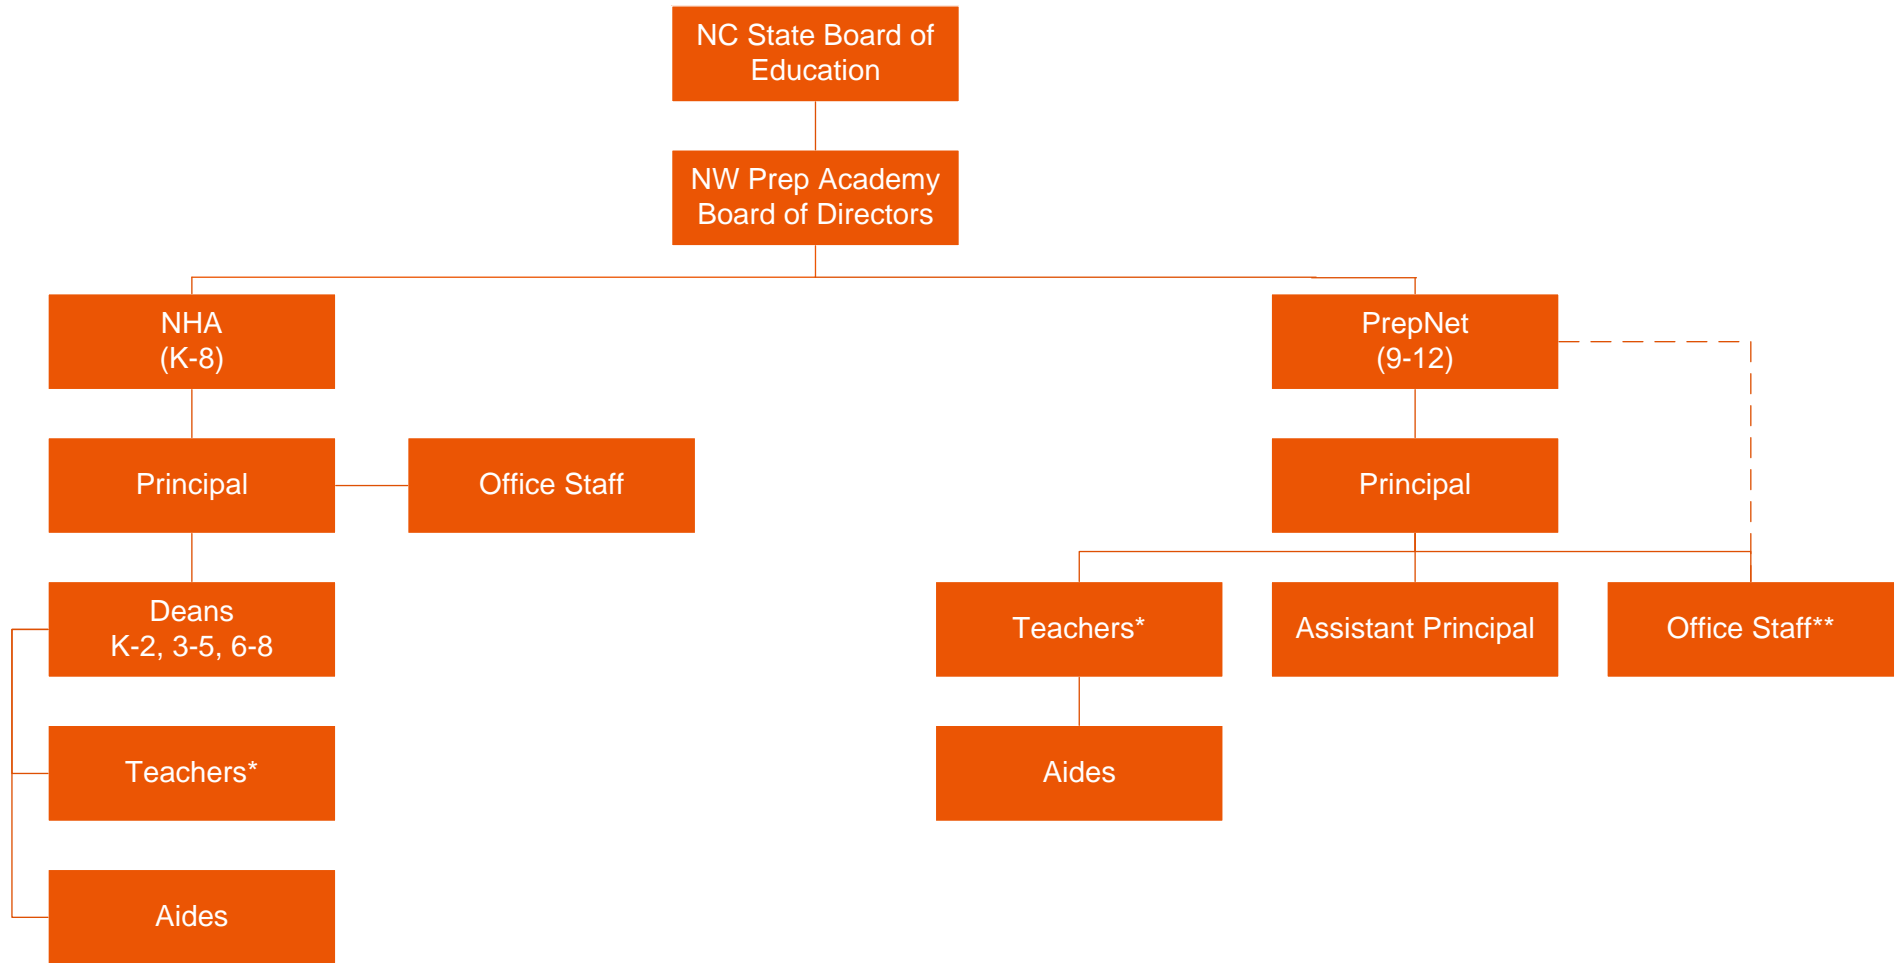 NC State Board of
Education
NW Prep Academy
Board of Directors
NHA
(K-8)
PrepNet
(9-12)
Principal
Office Staff
Principal
Deans
K-2, 3-5, 6-8
Teachers*
Assistant Principal
Office Staff**
Teachers*
Aides
Aides